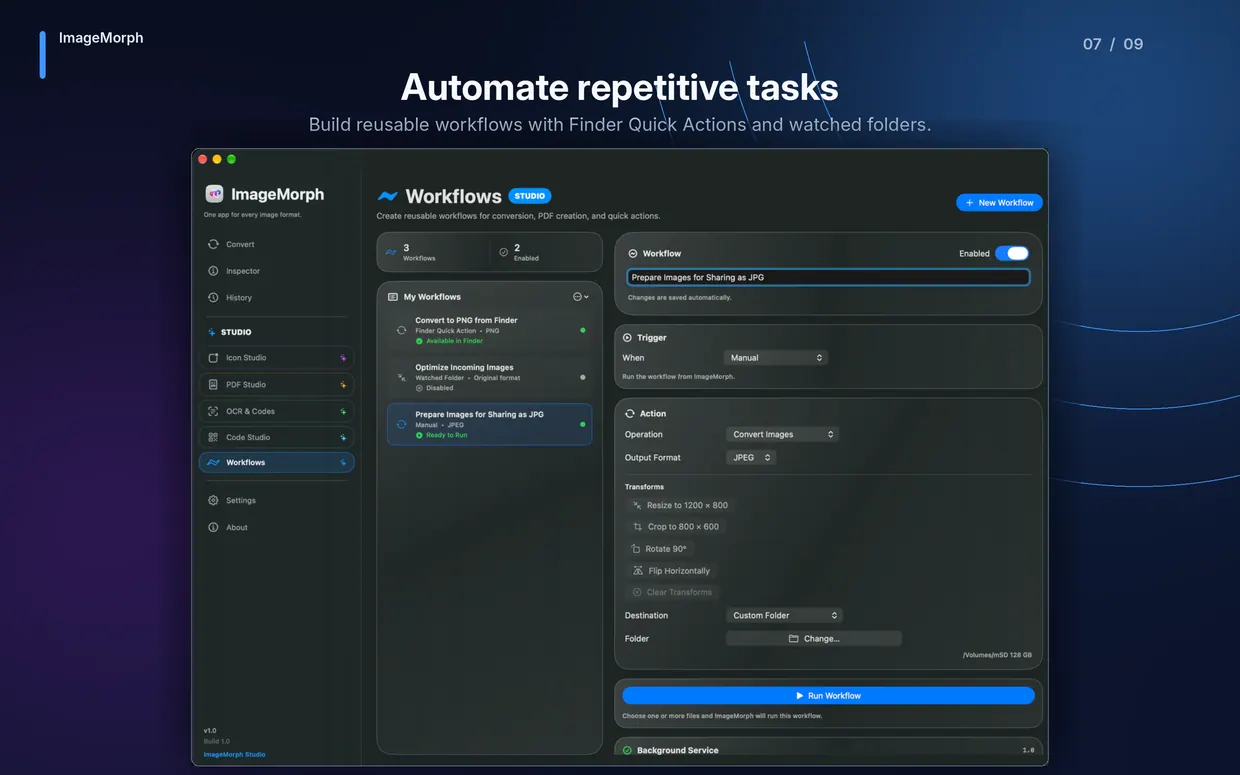 ImageMorph
07 / 09
Automate repetitive tasks
Build reusable workflows with Finder Quick Actions and watched folders.
ImageMorph
One app for every image format.
Convert
Inspector
History
STUDIO
Icon Studio
PDF Studio
OCR & Codes
Code Studio
Workflows
Settings
About
v1.0
Build 1.0
ImageMorph Studio
Workflows STUDIO
Create reusable workflows for conversion, PDF creation, and quick actions.
+ New Workflow
3
Workflows
2
Enabled
My Workflows
Convert to PNG from Finder
Finder Quick Action • PNG
Available in Finder
Optimize Incoming Images
Watched Folder • Original format
Disabled
Prepare Images for Sharing as JPG
Manual • JPEG
Ready to Run
Workflow
Enabled
Prepare Images for Sharing as JPG
Changes are saved automatically.
Trigger
When Manual
Run the workflow from ImageMorph.
Action
Operation Convert Images
Output Format JPEG
Transforms
Resize to 1200 × 800
Crop to 800 × 600
Rotate 90°
Flip Horizontally
Clear Transforms
Destination Custom Folder
Folder Change...
/Volumes/mSD 128 GB
Run Workflow
Choose one or more files and ImageMorph will run this workflow.
Background Service 1.0